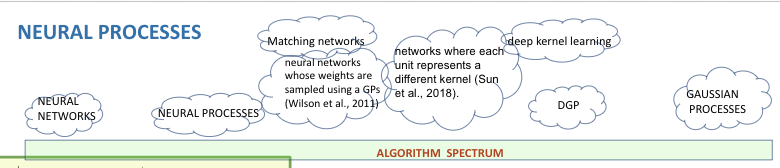 NEURAL PROCESSES
Matching networks
neural networks
whose weights are
sampled using a GPs
(Wilson et al., 2011)
networks where each
unit represents a
different kernel (Sun
et al., 2018).
deep kernel learning
NEURAL
NETWORKS
NEURAL PROCESSES
DGP
GAUSSIAN
PROCESSES
ALGORITHM SPECTRUM